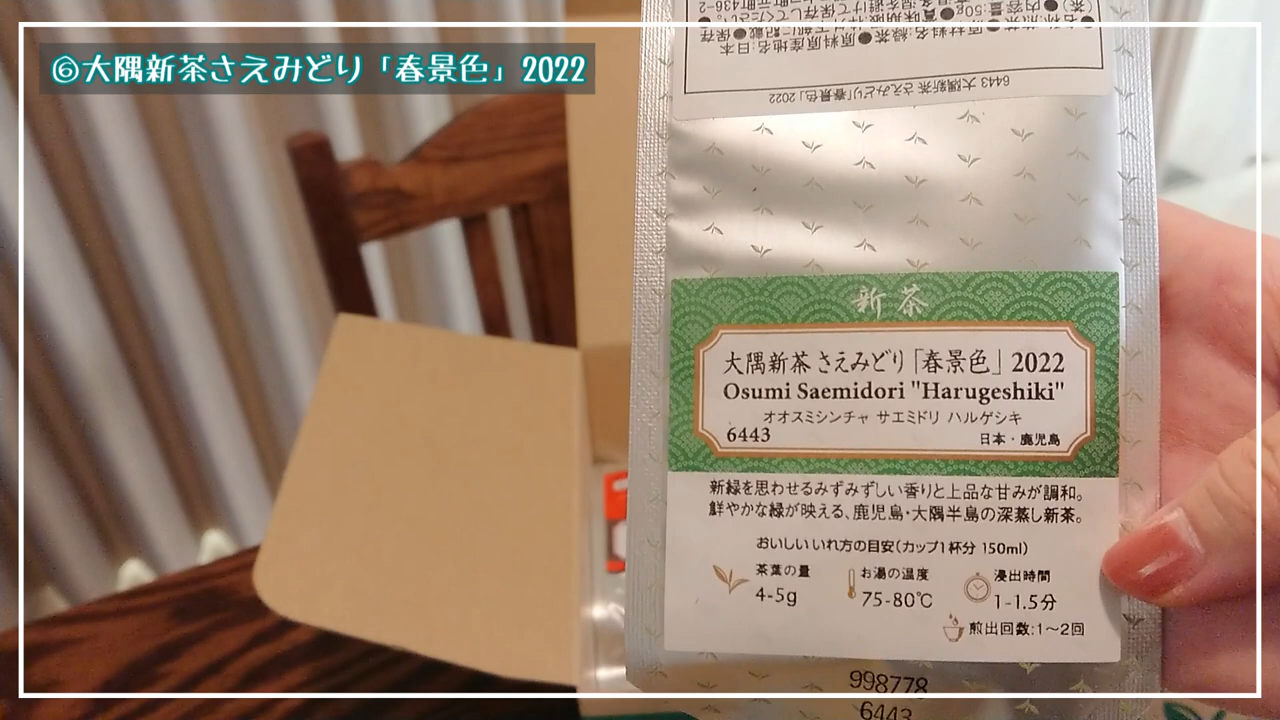 ⑥大隅新茶さえみどり「春景色」2022
6443 大隅新茶 さえみどり「春景色」2022
新茶
大隅新茶 さえみどり「春景色」2022
Osumi Saemidori "Harugeshiki"
オオスミシンチャ サエミドリ ハルゲシキ
6443 日本・鹿児島
新緑を思わせるみずみずしい香りと上品な甘みが調和。
鮮やかな緑が映える、鹿児島・大隅半島の深蒸し新茶。
おいしいいれ方の目安(カップ1杯分 150ml)
茶葉の量 お湯の温度 浸出時間
4-5g 75-80℃ 1-1.5分
煎出回数:1〜2回
998778
6443